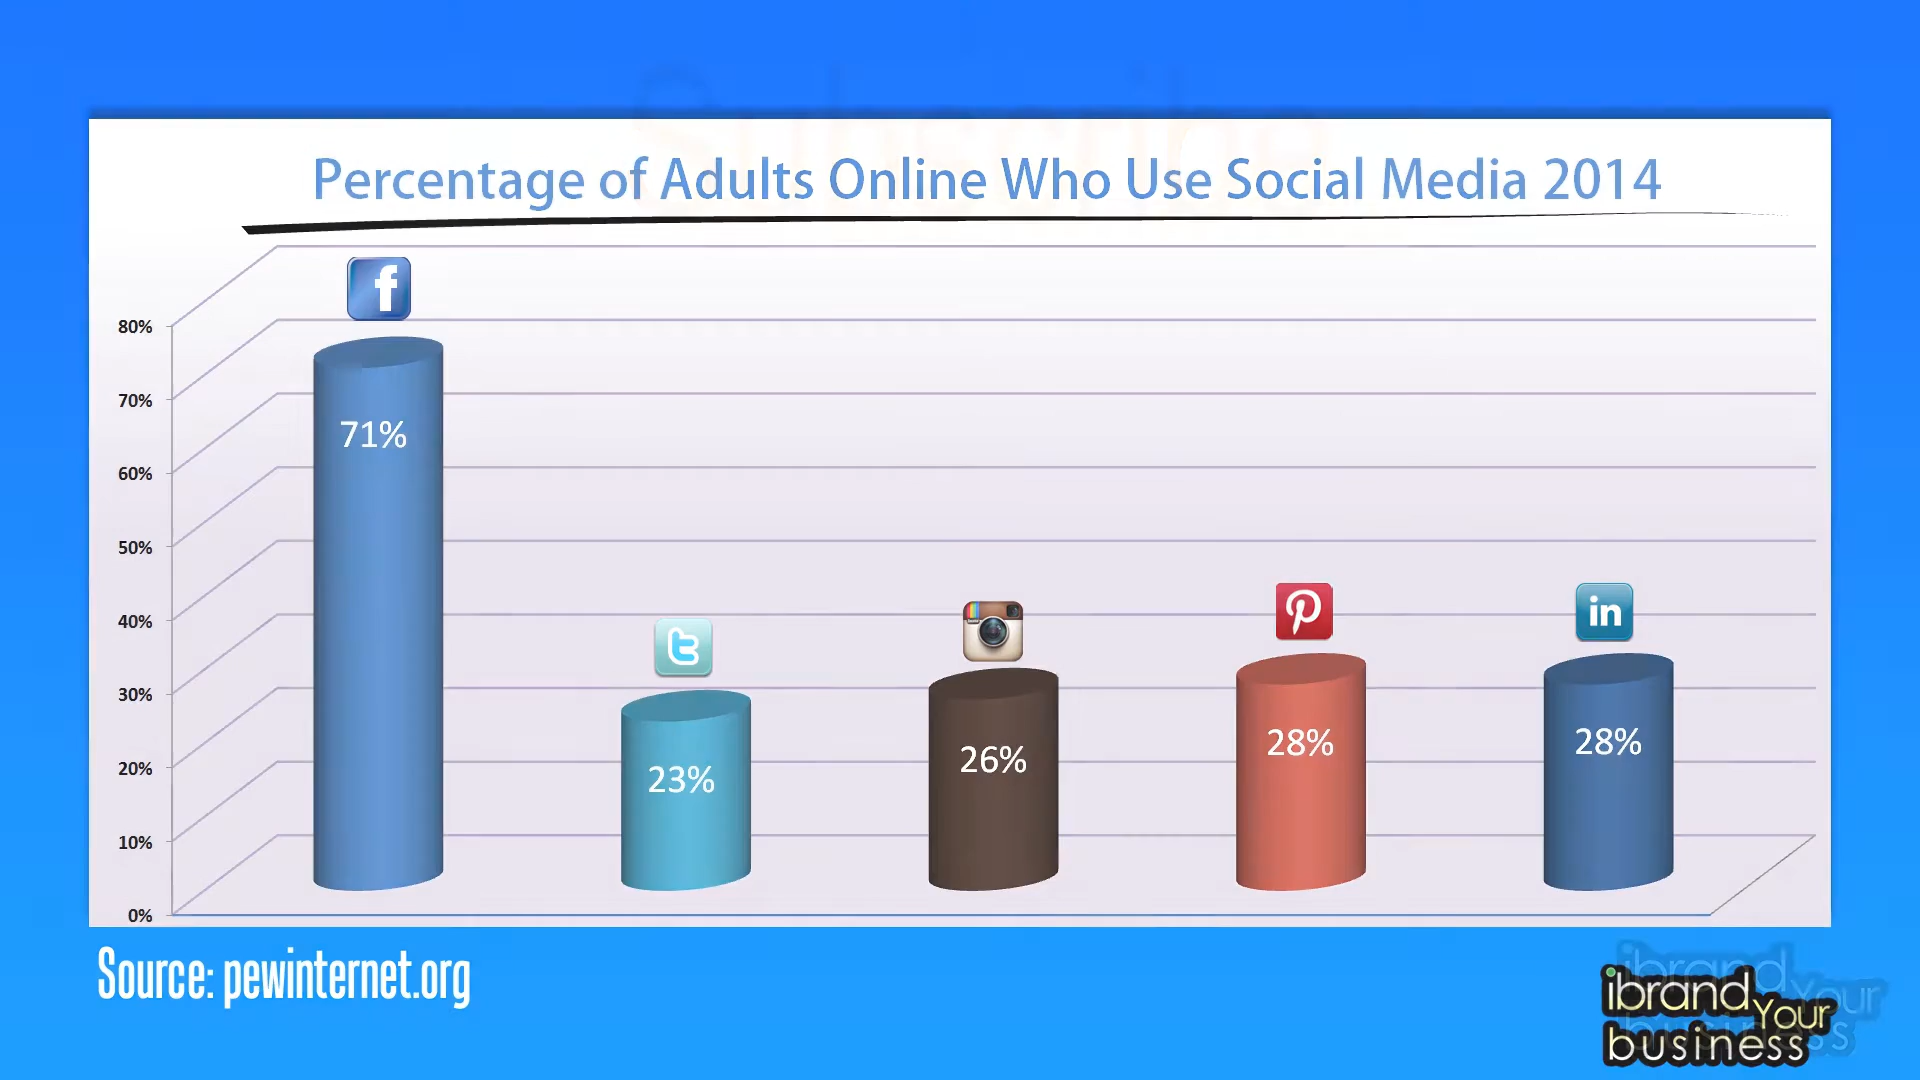 Subscribe
Percentage of Adults Online Who Use Social Media 2014
80%
70%
60%
50%
40%
30%
20%
10%
0%
f
71%
t
23%
26%
P
28%
in
28%
Source: pewinternet.org
ibrand Your
business